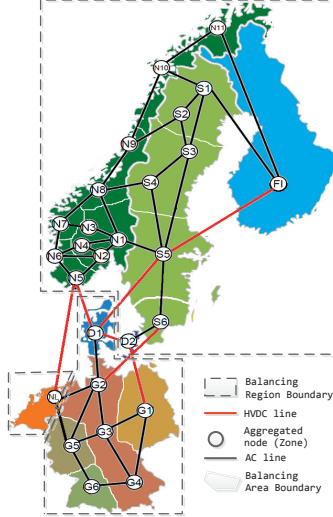 N11
N10
S1
S2
N9
S3
S4
N8
FI
N7
N3
N1
N4
N6
N2
S5
N5
S6
D1
D2
G2
NL
G1
G3
G5
G4
G6
Balancing
Region Boundary
HVDC line
Aggregated
node (Zone)
AC line
Balancing
Area Boundary